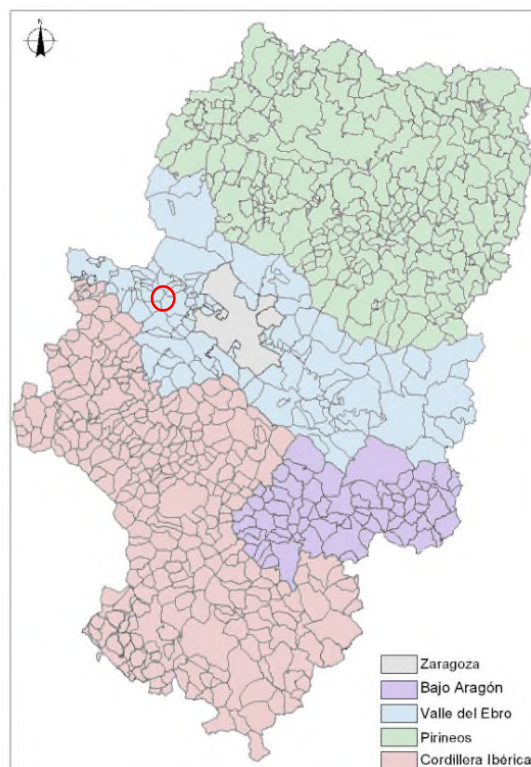 N
Zaragoza
Bajo Aragón
Valle del Ebro
Pirineos
Cordillera Ibérica